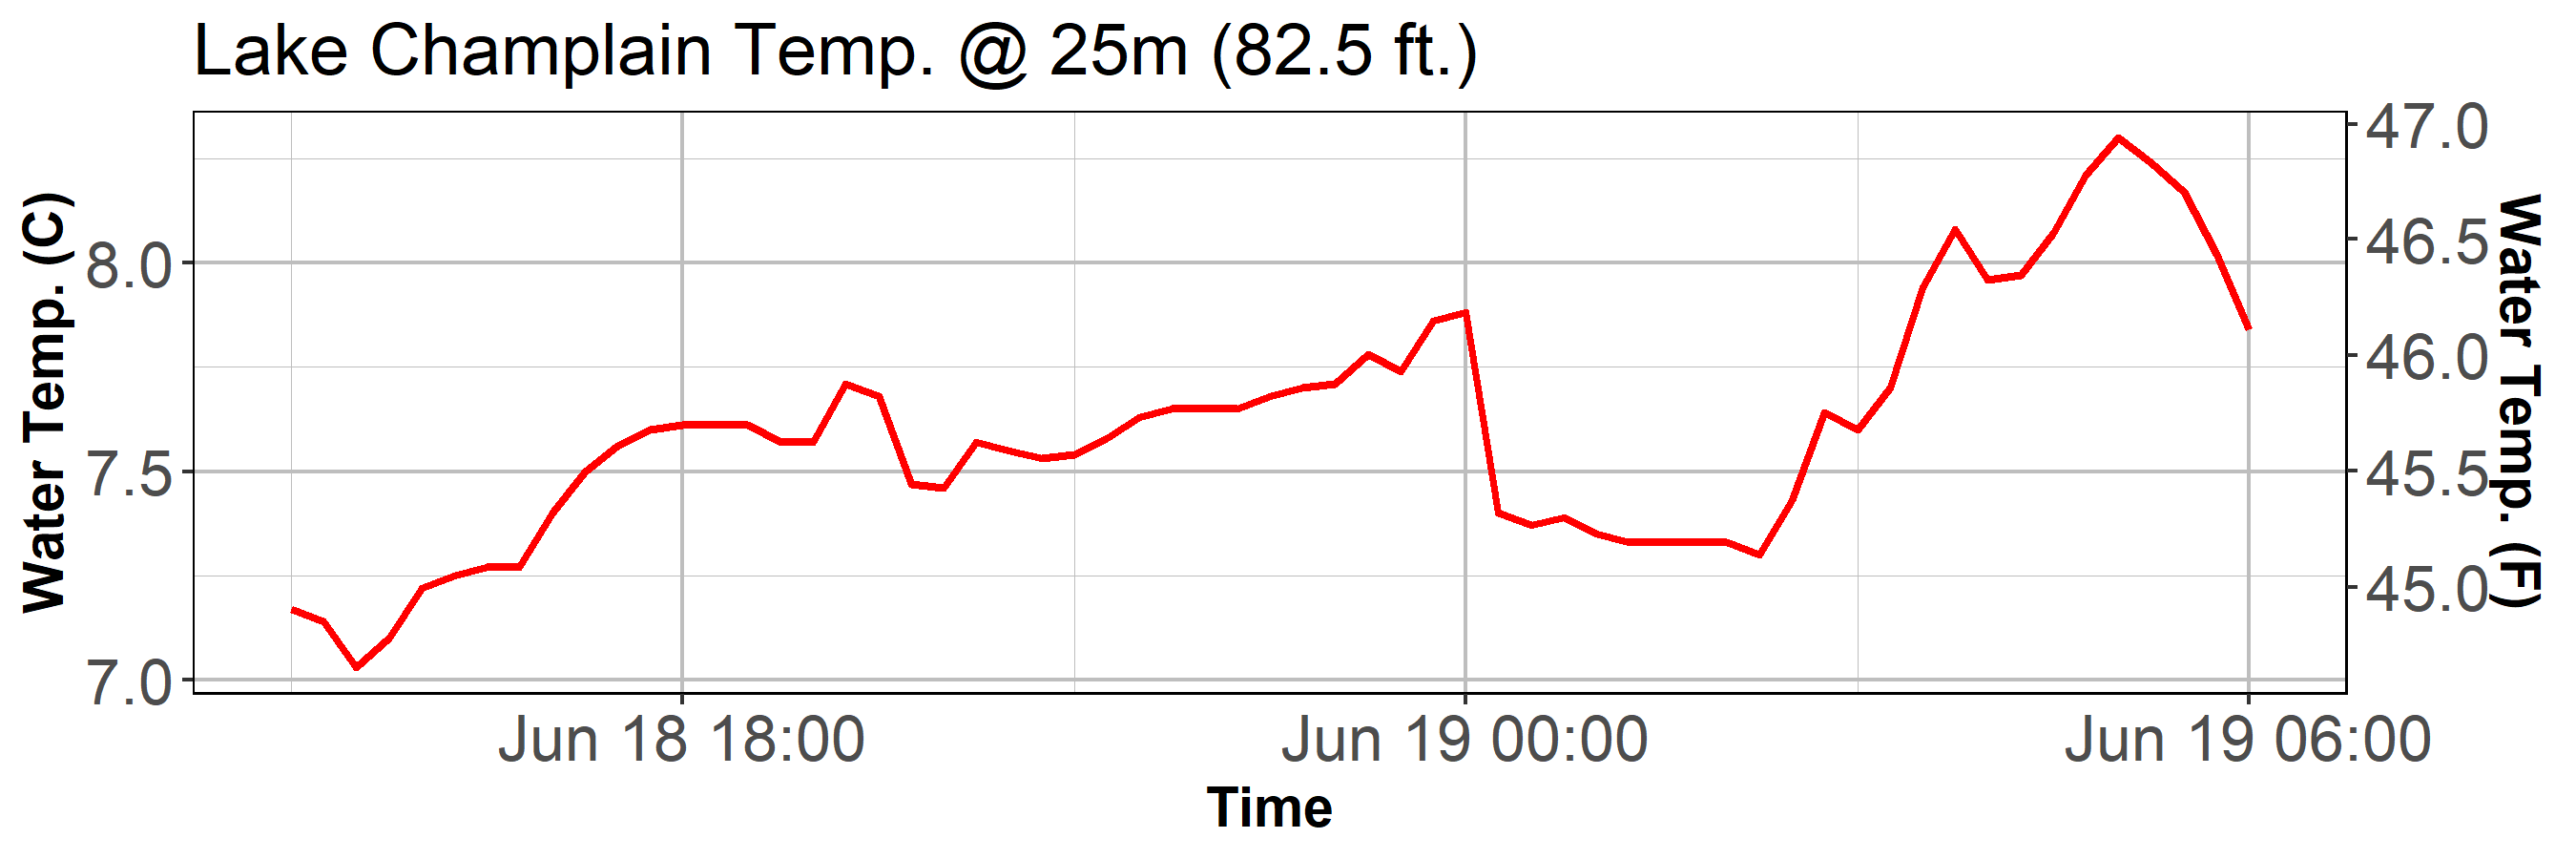 Lake Champlain Temp. @ 25m (82.5 ft.)
Water Temp. (C)
8.0
7.5
7.0
47.0
46.5
46.0
45.5
45.0
Water Temp. (F)
Jun 18 18:00
Jun 19 00:00
Jun 19 06:00
Time